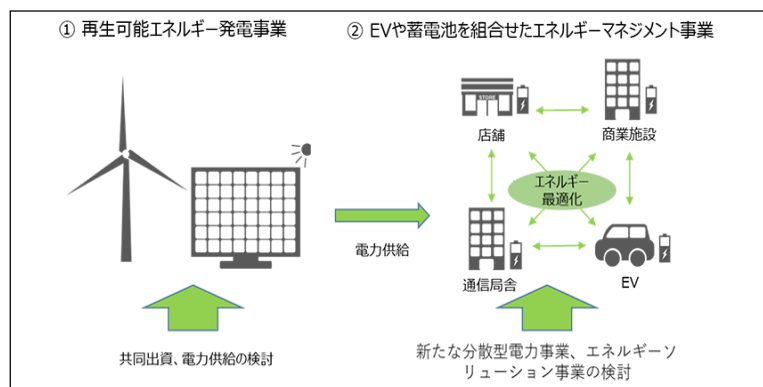 ① 再生可能エネルギー発電事業
② EVや蓄電池を組合せたエネルギーマネジメント事業
STORE
店舗
商業施設
エネルギー
最適化
電力供給
通信局舎
EV
共同出資、電力供給の検討
新たな分散型電力事業、エネルギーソ
リューション事業の検討